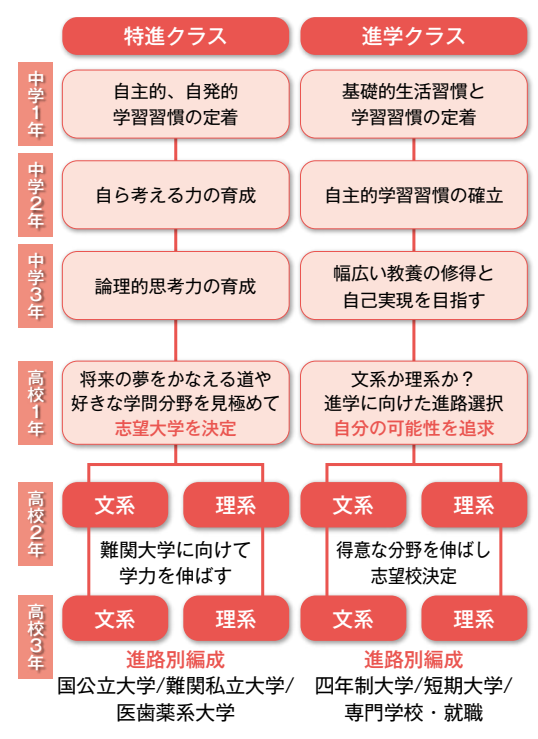 特進クラス
進学クラス
中学1年
自主的、自発的
学習習慣の定着
基礎的生活習慣と
学習習慣の定着
中学2年
自ら考える力の育成
自主的学習習慣の確立
中学3年
論理的思考力の育成
幅広い教養の修得と
自己実現を目指す
高校1年
将来の夢をかなえる道や
好きな学問分野を見極めて
志望大学を決定
文系か理系か？
進学に向けた進路選択
自分の可能性を追求
高校2年
文系
理系
文系
理系
難関大学に向けて
学力を伸ばす
得意な分野を伸ばし
志望校決定
高校3年
文系
理系
文系
理系
進路別編成
国公立大学/難関私立大学/
医歯薬系大学
進路別編成
四年制大学/短期大学/
専門学校・就職